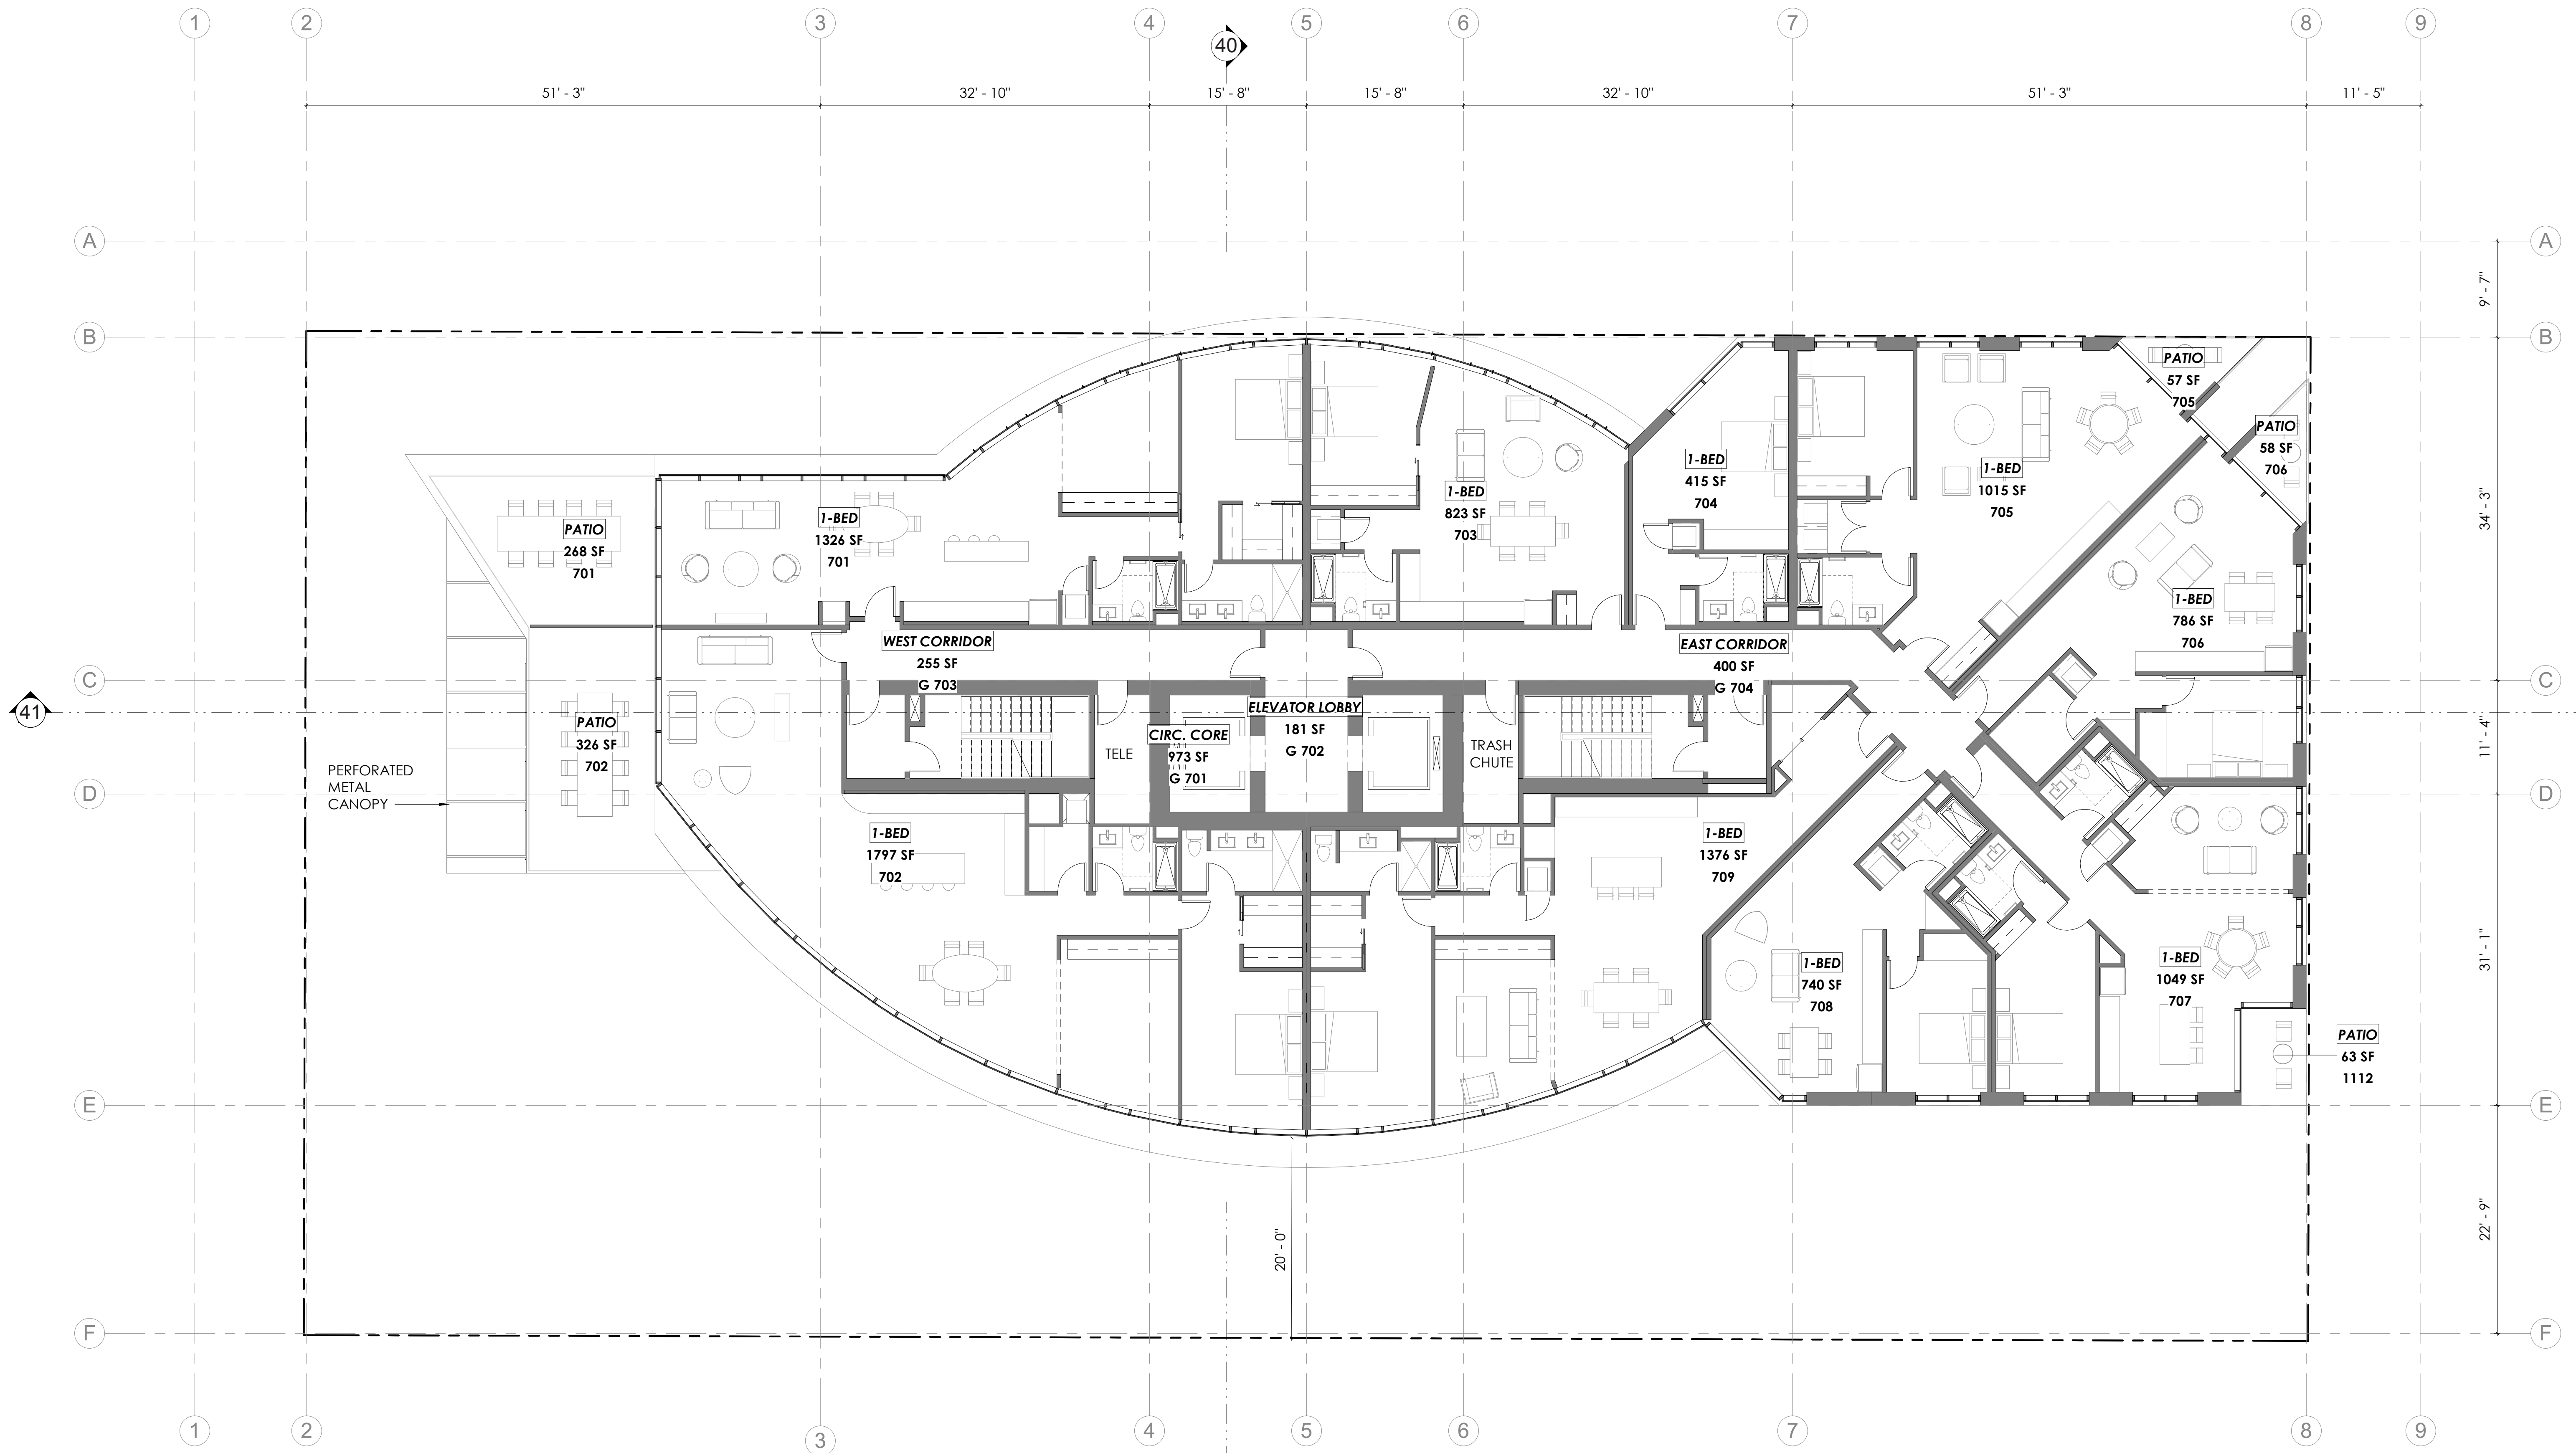 1 2 3 4 5 6 7 8 9
40
51' - 3" 32' - 10" 15' - 8" 15' - 8" 32' - 10" 51' - 3" 11' - 5"
A A
9' - 7"
B B
PATIO
57 SF
705
PATIO
58 SF
706
1-BED
415 SF
704
1-BED
1015 SF
705
1-BED
823 SF
703
1-BED
1326 SF
701
PATIO
268 SF
701
34' - 3"
1-BED
786 SF
706
WEST CORRIDOR
255 SF
G 703
EAST CORRIDOR
400 SF
G 704
C C
41
ELEVATOR LOBBY
181 SF
G 702
CIRC. CORE
973 SF
G 701
TELE
TRASH
CHUTE
PATIO
326 SF
702
11' - 4"
PERFORATED
METAL
CANOPY
D D
1-BED
1797 SF
702
1-BED
1376 SF
709
1-BED
740 SF
708
1-BED
1049 SF
707
31' - 1"
PATIO
63 SF
1112
E E
20' - 0"
22' - 9"
F F
1 2 3 4 5 6 7 8 9